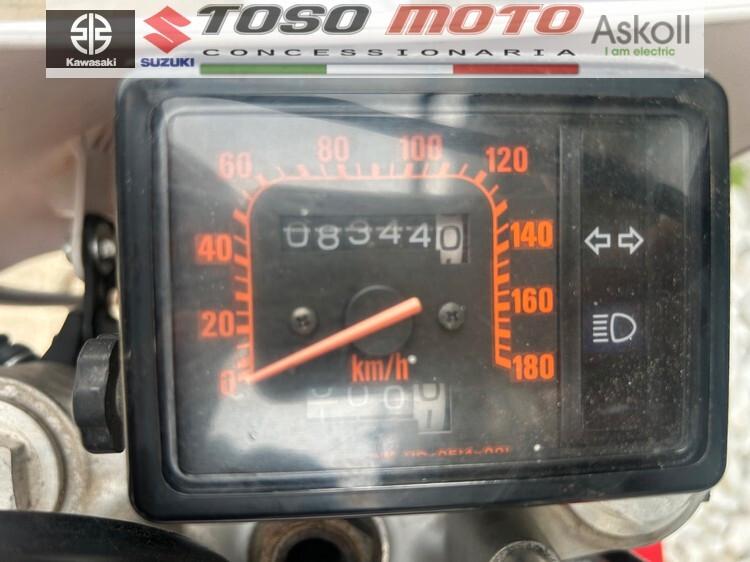 Kawasaki
SUZUKI
TOSO MOTO
CONCESSIONARIA
Askoll
I am electric
60 80 100 120
083440
40 140
20 160
0 km/h 180